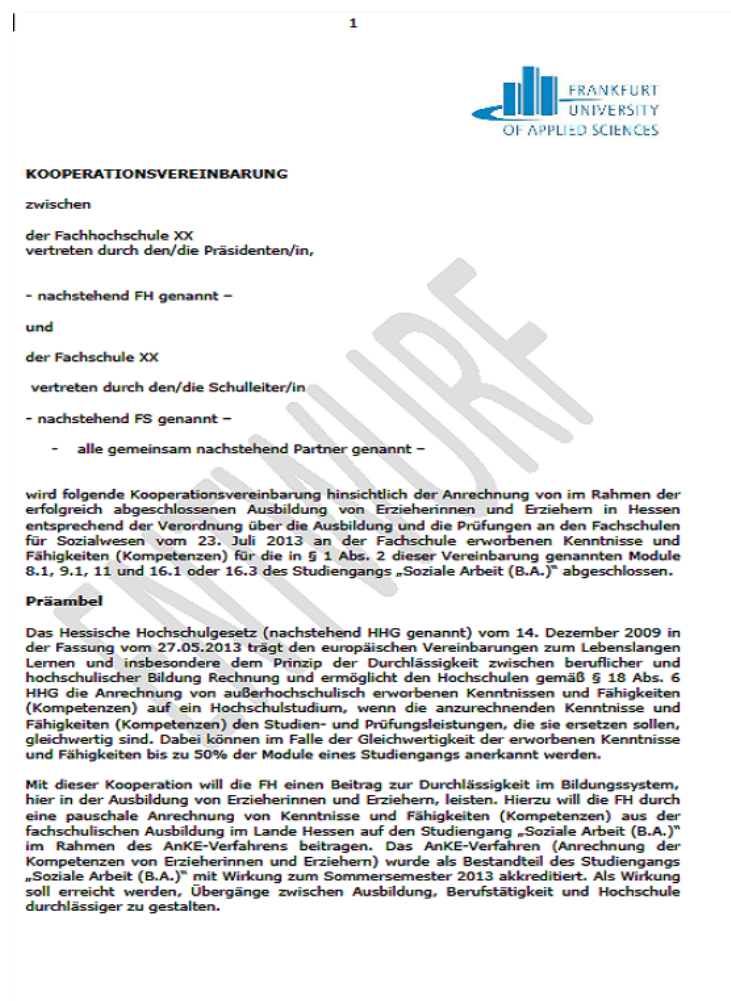 1
FRANKFURT
UNIVERSITY
OF APPLIED SCIENCES
KOOPERATIONSVEREINBARUNG
zwischen
der Fachhochschule XX
vertreten durch den/die Präsidenten/in,
- nachstehend FH genannt –
und
der Fachschule XX
vertreten durch den/die Schulleiter/in
- nachstehend FS genannt –
- alle gemeinsam nachstehend Partner genannt –
wird folgende Kooperationsvereinbarung hinsichtlich der Anrechnung von im Rahmen der
erfolgreich abgeschlossenen Ausbildung von Erzieherinnen und Erziehern in Hessen
entsprechend der Verordnung über die Ausbildung und die Prüfungen an den Fachschulen
für Sozialwesen vom 23. Juli 2013 an der Fachschule erworbenen Kenntnisse und
Fähigkeiten (Kompetenzen) für die in § 1 Abs. 2 dieser Vereinbarung genannten Module
8.1, 9.1, 11 und 16.1 oder 16.3 des Studiengangs „Soziale Arbeit (B.A.)“ abgeschlossen.
Präambel
Das Hessische Hochschulgesetz (nachstehend HHG genannt) vom 14. Dezember 2009 in
der Fassung vom 27.05.2013 trägt den europäischen Vereinbarungen zum Lebenslangen
Lernen und insbesondere dem Prinzip der Durchlässigkeit zwischen beruflicher und
hochschulischer Bildung Rechnung und ermöglicht den Hochschulen gemäß § 18 Abs. 6
HHG die Anrechnung von außerhochschulisch erworbenen Kenntnissen und Fähigkeiten
(Kompetenzen) auf ein Hochschulstudium, wenn die anzurechnenden Kenntnisse und
Fähigkeiten (Kompetenzen) den Studien- und Prüfungsleistungen, die sie ersetzen sollen,
gleichwertig sind. Dabei können im Falle der Gleichwertigkeit der erworbenen Kenntnisse
und Fähigkeiten bis zu 50% der Module eines Studiengangs anerkannt werden.
Mit dieser Kooperation will die FH einen Beitrag zur Durchlässigkeit im Bildungssystem,
hier in der Ausbildung von Erzieherinnen und Erziehern, leisten. Hierzu will die FH durch
eine pauschale Anrechnung von Kenntnissen und Fähigkeiten (Kompetenzen) aus der
fachschulischen Ausbildung im Lande Hessen auf den Studiengang „Soziale Arbeit (B.A.)“
im Rahmen des AnKE-Verfahrens beitragen. Das AnKE-Verfahren (Anrechnung der
Kompetenzen von Erzieherinnen und Erziehern) wurde als Bestandteil des Studiengangs
„Soziale Arbeit (B.A.)“ mit Wirkung zum Sommersemester 2013 akkreditiert. Als Wirkung
soll erreicht werden, Übergänge zwischen Ausbildung, Berufstätigkeit und Hochschule
durchlässiger zu gestalten.
ENTWURF